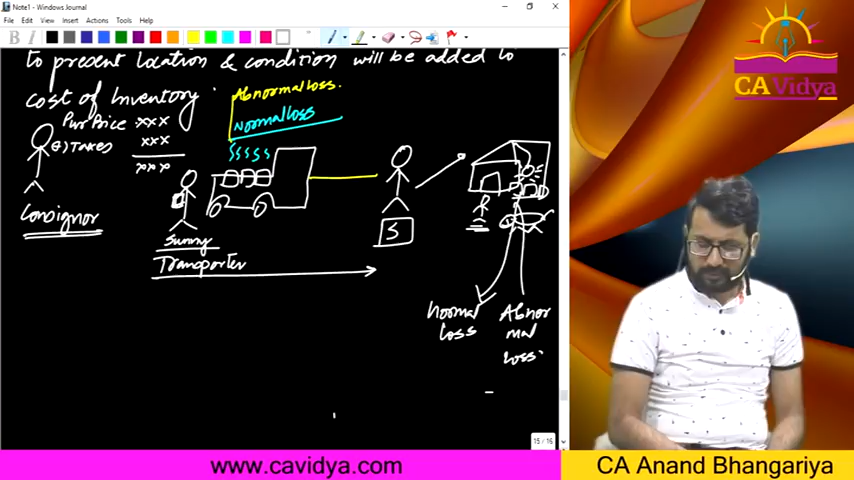 Note1 - Windows Journal
File Edit View Insert Actions Tools Help
B I
to present location & condition will be added to
cost of Inventory.
Abnormal loss.
Normal loss
Pur Price xxx
(+) Taxes xxx
xxx
Consignor
Sunny
Transporter
S
Normal
loss
Abnor
mal
loss.
15 / 16
CA Vidya
www.cavidya.com
CA Anand Bhangariya